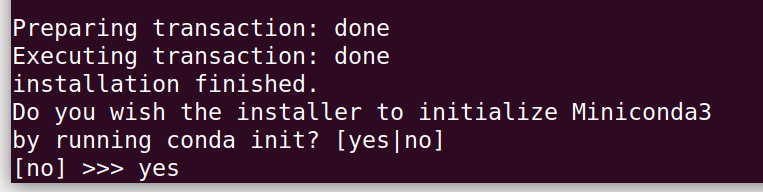 Preparing transaction: done
Executing transaction: done
installation finished.
Do you wish the installer to initialize Miniconda3
by running conda init? [yes|no]
[no] >>> yes